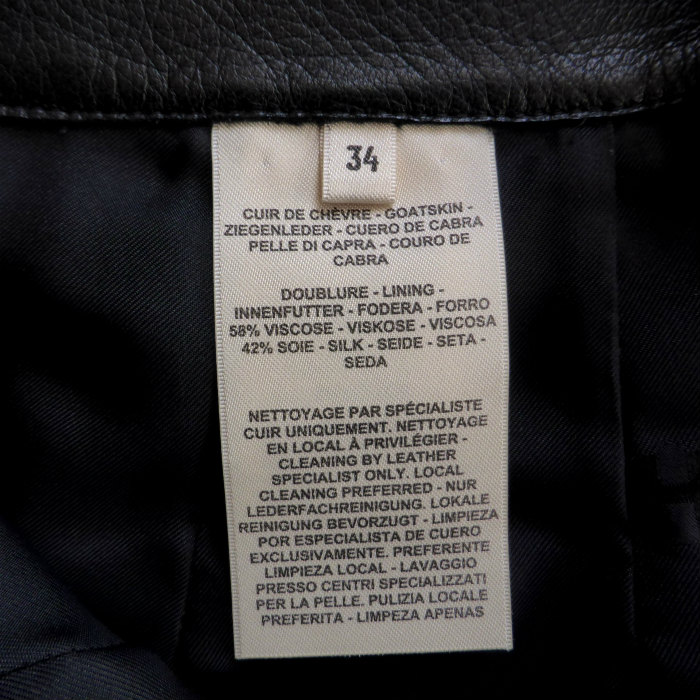 34
CUIR DE CHÈVRE - GOATSKIN -
ZIEGENLEDER - CUERO DE CABRA
PELLE DI CAPRA - COURO DE
CABRA
DOUBLURE - LINING -
INNENFUTTER - FODERA - FORRO
58% VISCOSE - VISKOSE - VISCOSA
42% SOIE - SILK - SEIDE - SETA -
SEDA
NETTOYAGE PAR SPÉCIALISTE
CUIR UNIQUEMENT. NETTOYAGE
EN LOCAL À PRIVILÉGIER -
CLEANING BY LEATHER
SPECIALIST ONLY. LOCAL
CLEANING PREFERRED - NUR
LEDERFACHREINIGUNG. LOKALE
REINIGUNG BEVORZUGT - LIMPIEZA
POR ESPECIALISTA DE CUERO
EXCLUSIVAMENTE. PREFERENTE
LIMPIEZA LOCAL - LAVAGGIO
PRESSO CENTRI SPECIALIZZATI
PER LA PELLE. PULIZIA LOCALE
PREFERITA - LIMPEZA APENAS